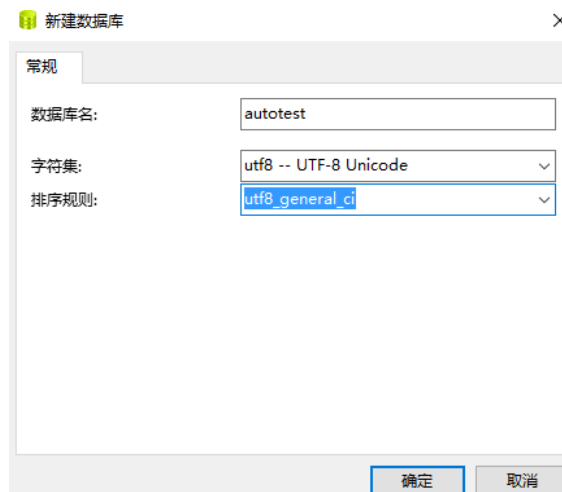 新建数据库
常规
数据库名: autotest
字符集: utf8 -- UTF-8 Unicode
排序规则: utf8_general_ci
确定 取消